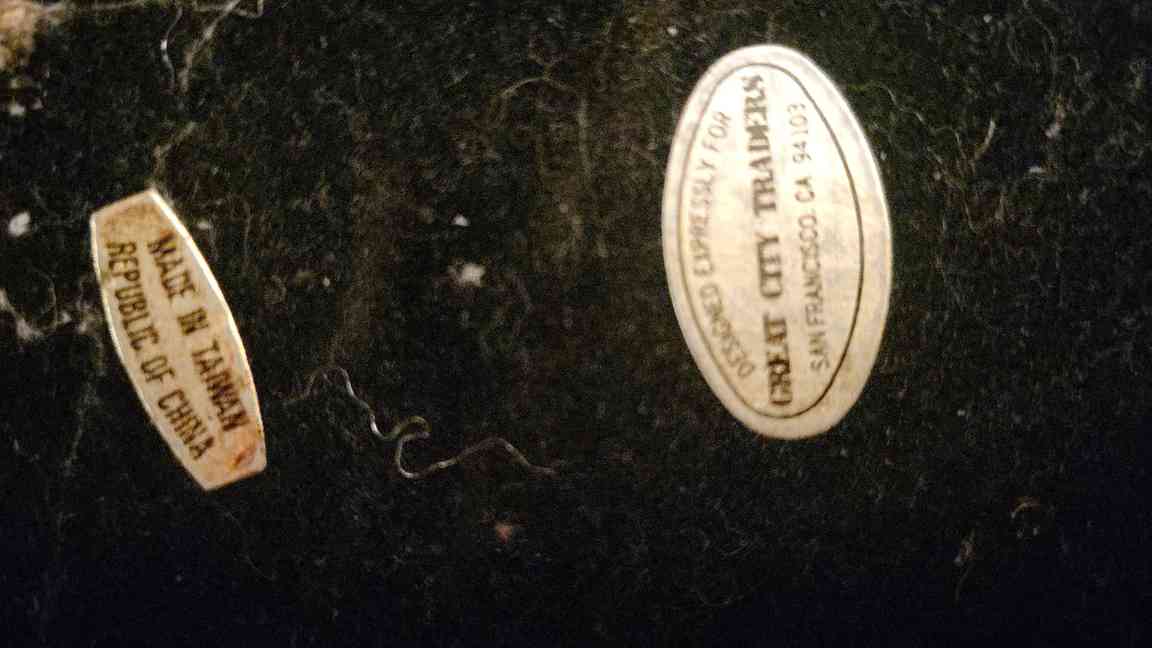 MADE IN TAIWAN
REPUBLIC OF CHINA
DESIGNED EXPRESSLY FOR
GREAT CITY TRADERS
SAN FRANCISCO. CA 94103